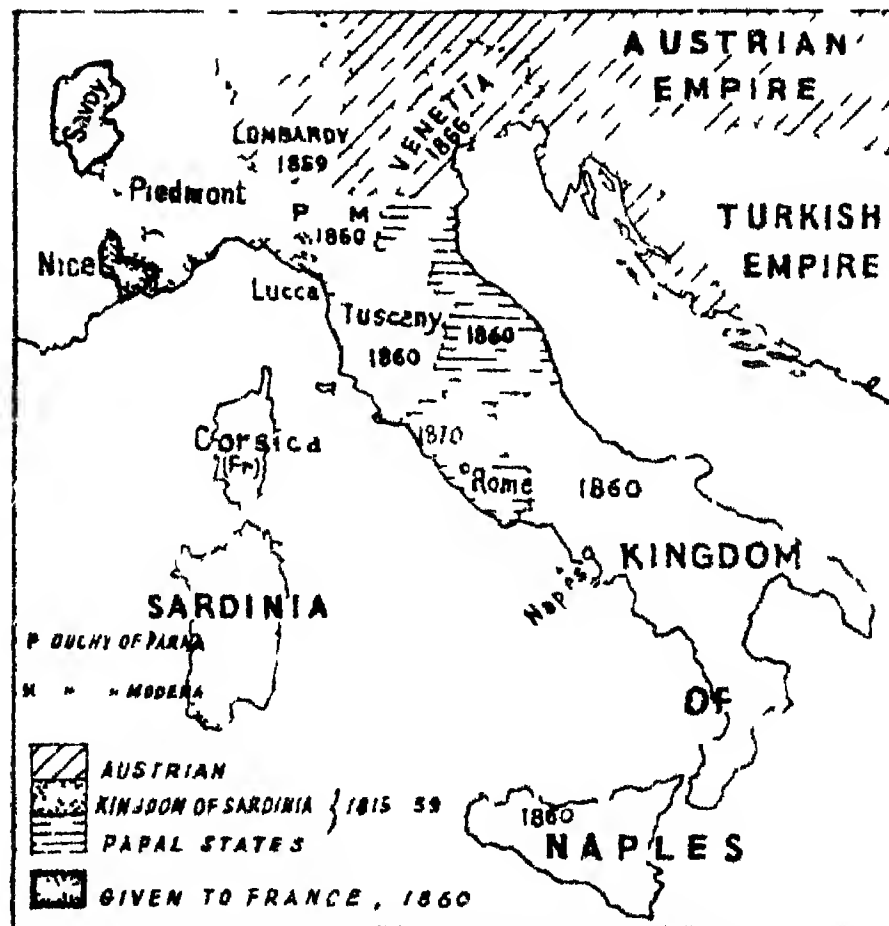 AUSTRIAN
EMPIRE
Savoy
LOMBARDY
1859
VENETIA
1866
Piedmont
P M
1860
TURKISH
EMPIRE
Nice
Lucca
Tuscany
1860
1860
Corsica
(Fr)
1870
Rome
1860
KINGDOM
Naples
SARDINIA
P DUCHY OF PARMA
M " " MODENA
OF
AUSTRIAN
KINGDOM OF SARDINIA } 1815 59
PAPAL STATES
1860
NAPLES
GIVEN TO FRANCE, 1860